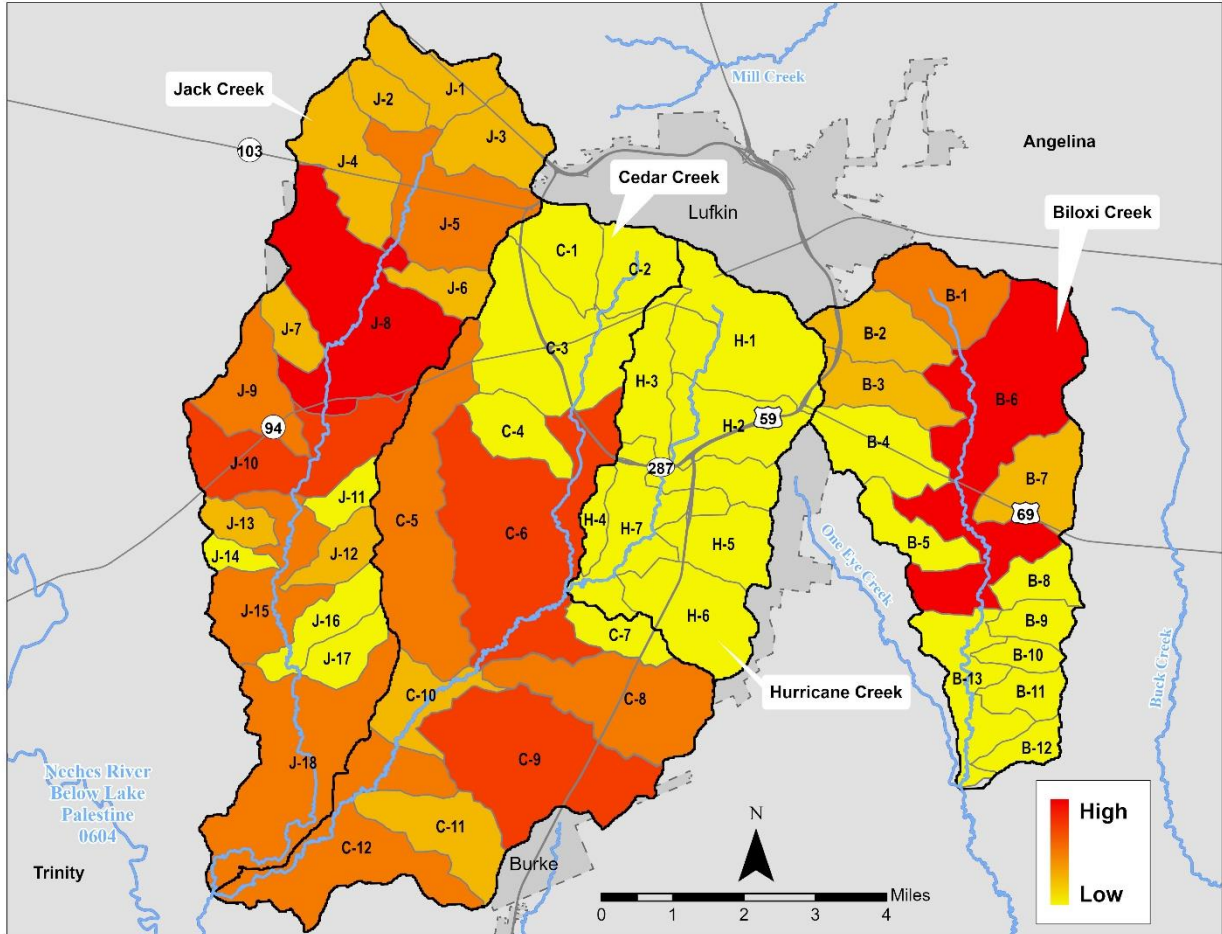 Mill Creek
Jack Creek
J-1
J-2
J-3
J-4
103
Angelina
Cedar Creek
Lufkin
Biloxi Creek
J-5
C-1
C-2
J-6
B-1
J-7
J-8
C-3
H-1
B-2
H-3
B-3
J-9
B-6
94
C-4
59
H-2
B-4
J-10
287
B-7
J-11
69
C-5
J-13
C-6
H-4
H-7
H-5
B-5
J-12
J-14
One Eye Creek
B-8
J-15
J-16
B-9
C-7
H-6
J-17
B-10
Buck Creek
C-10
C-8
Hurricane Creek
B-13
B-11
B-12
C-9
J-18
Neches River
Below Lake
Palestine
0604
High
Low
N
C-11
C-12
Burke
Trinity
Miles
0 1 2 3 4